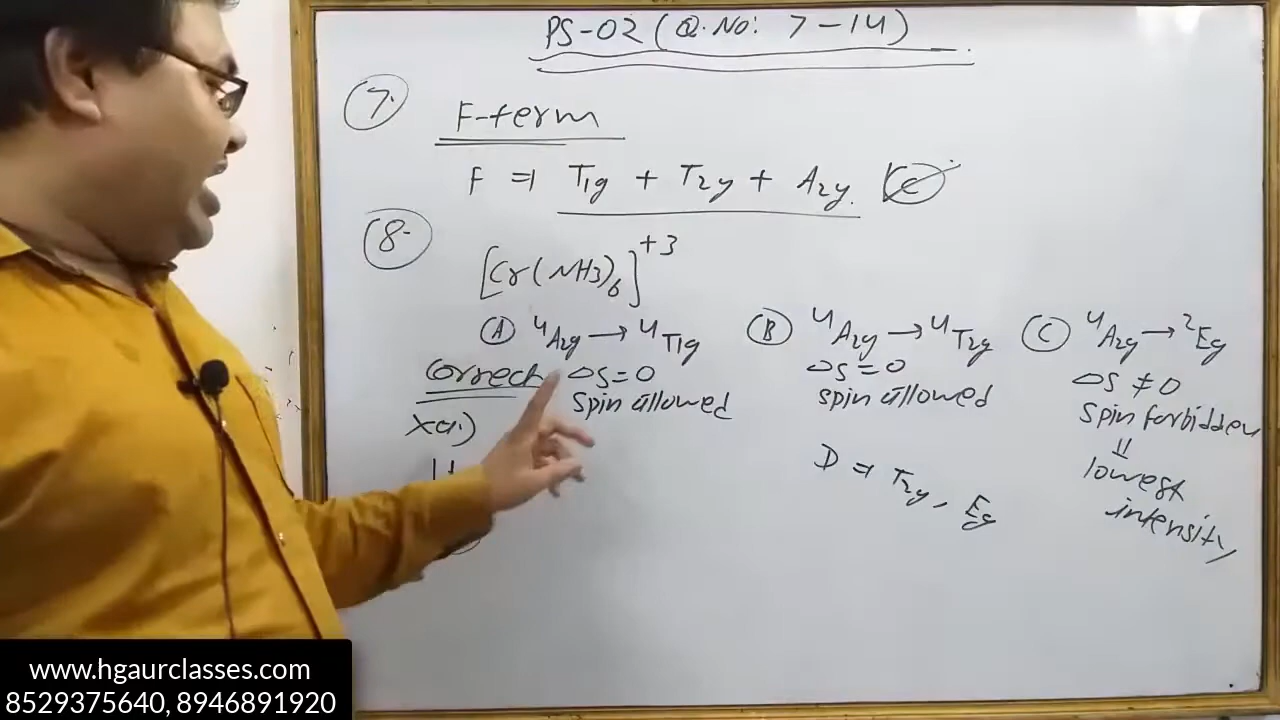 PS-02 (Q.No: 7-14)
7.
F-term
F ⇒ T1g + T2g + A2g. C
8.
[Cr(NH3)6]+3
A 4A2g → 4T1g
Correct ΔS=0
spin allowed
X a.)
B 4A2g → 4T2g
ΔS=0
spin allowed
D ⇒ T2g, Eg
C 4A2g → 2Eg
ΔS ≠ 0
spin forbidden
⇓
lowest
intensity
www.hgaurclasses.com
8529375640, 8946891920